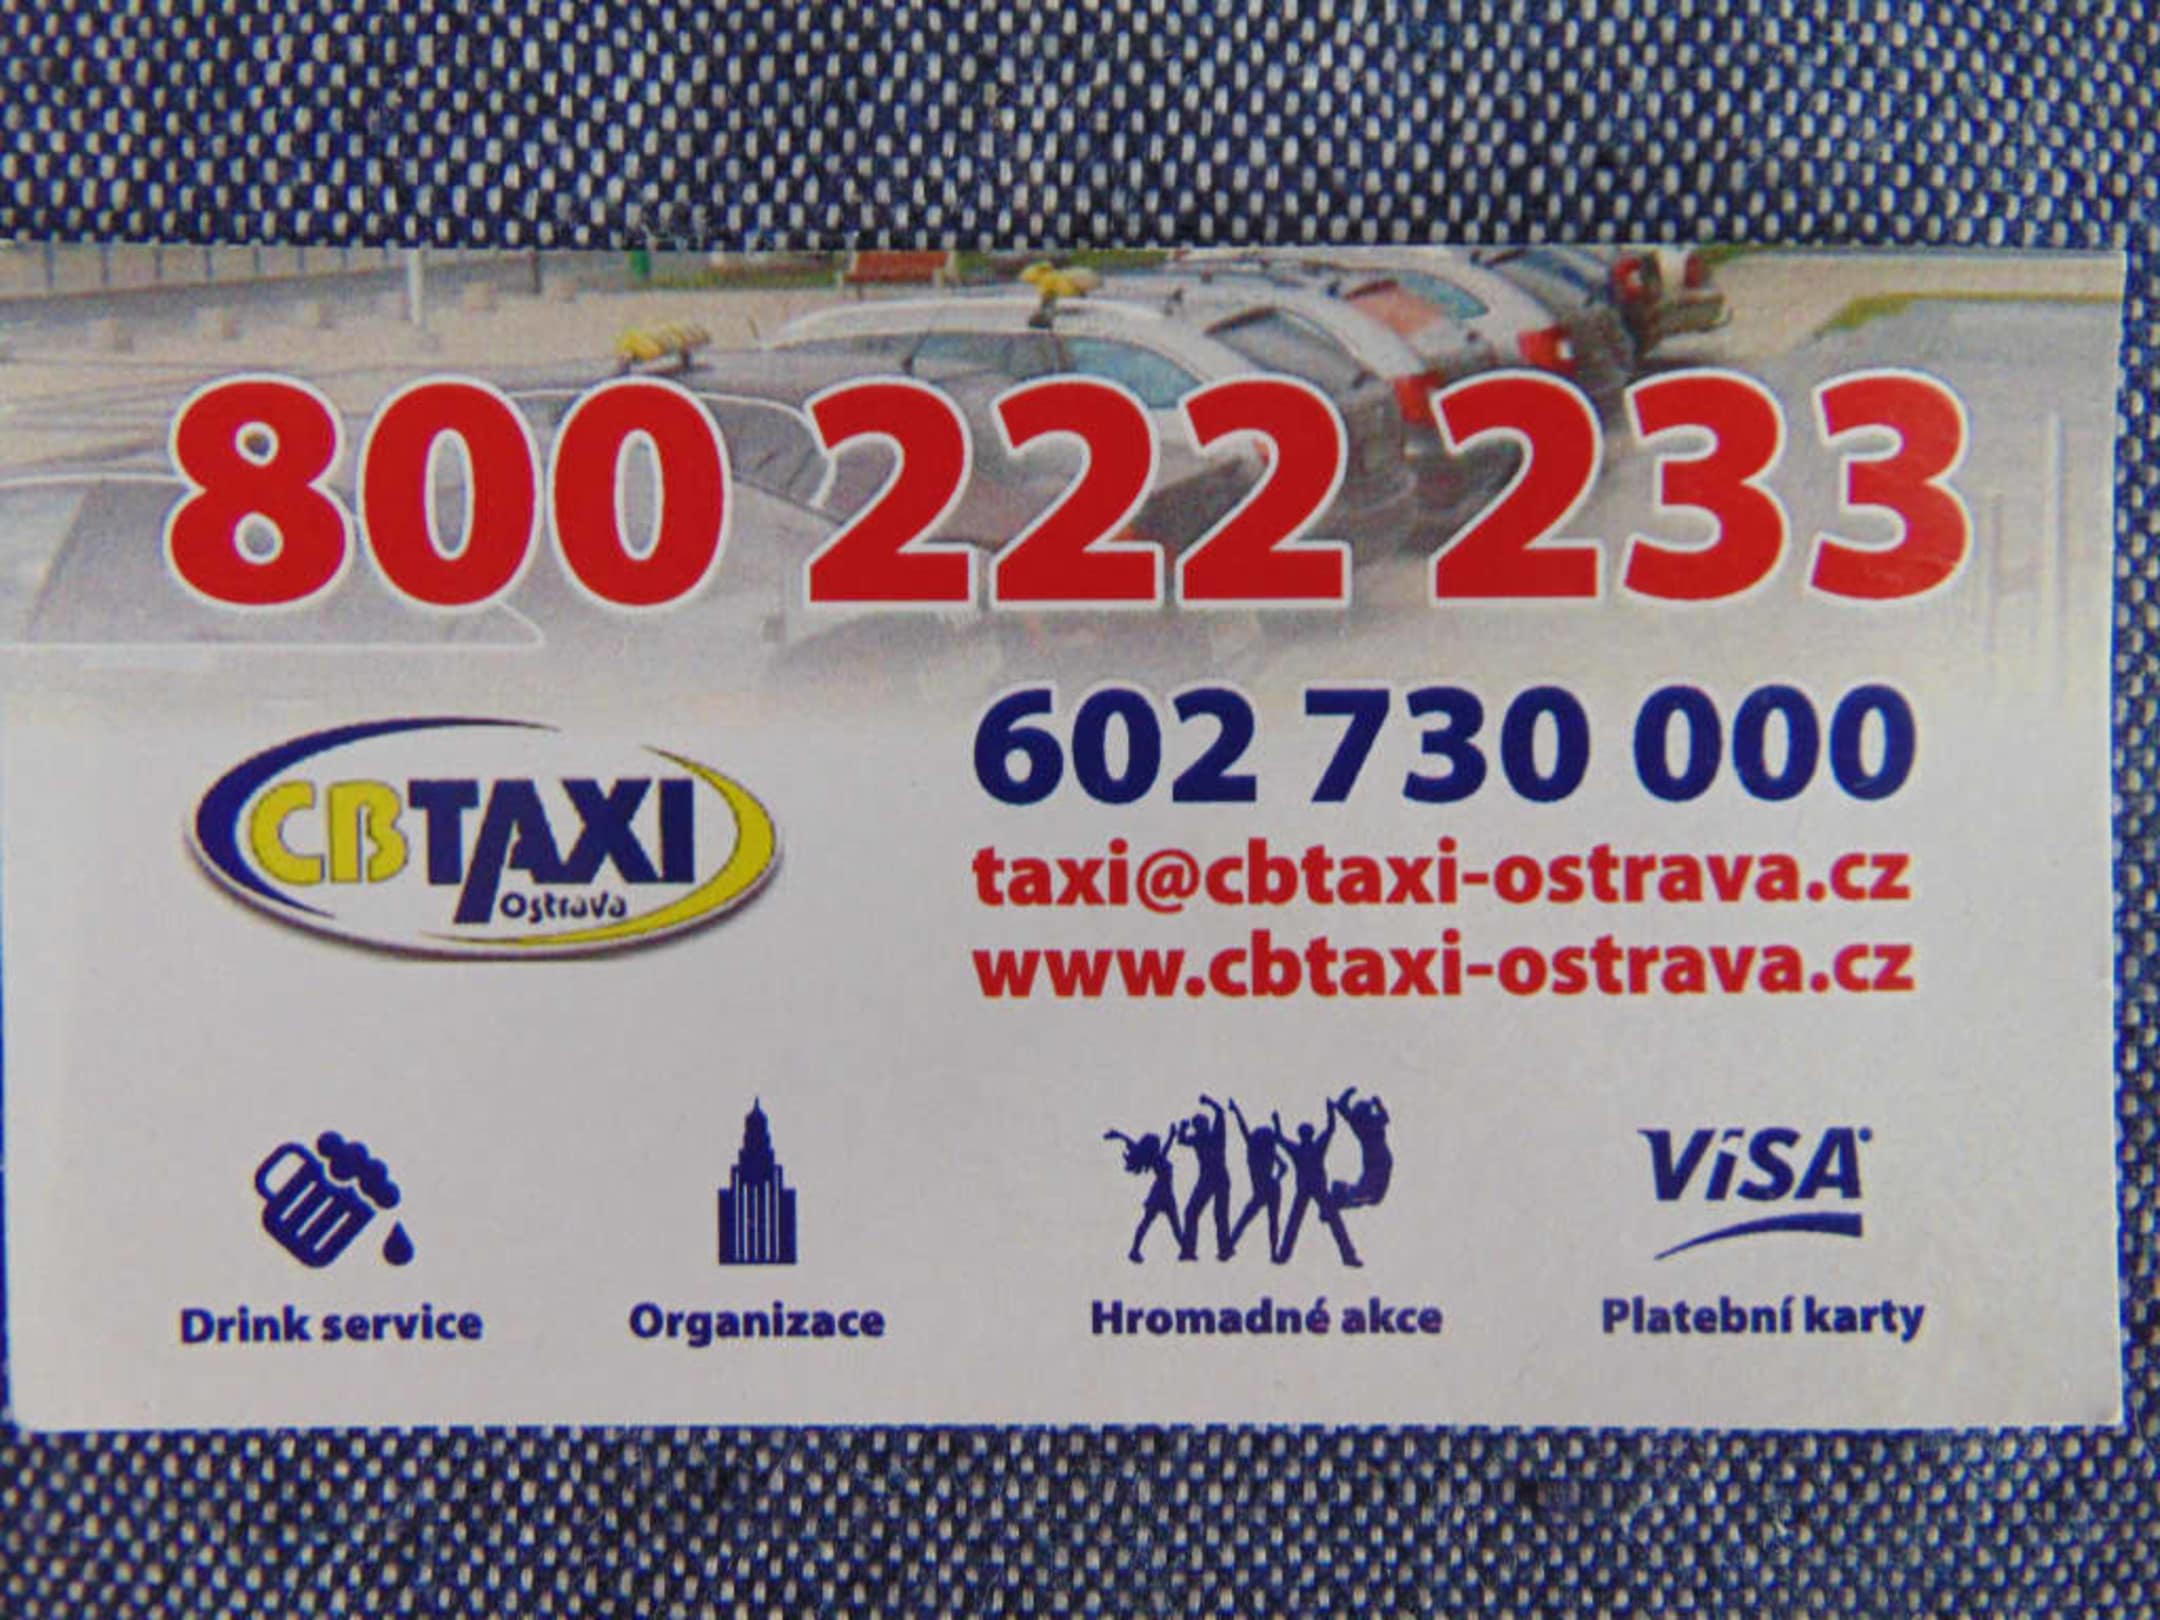 800 222 233
602 730 000
CBTAXI
Ostrava
taxi@cbtaxi-ostrava.cz
www.cbtaxi-ostrava.cz
VISA
Drink service
Organizace
Hromadné akce
Platební karty